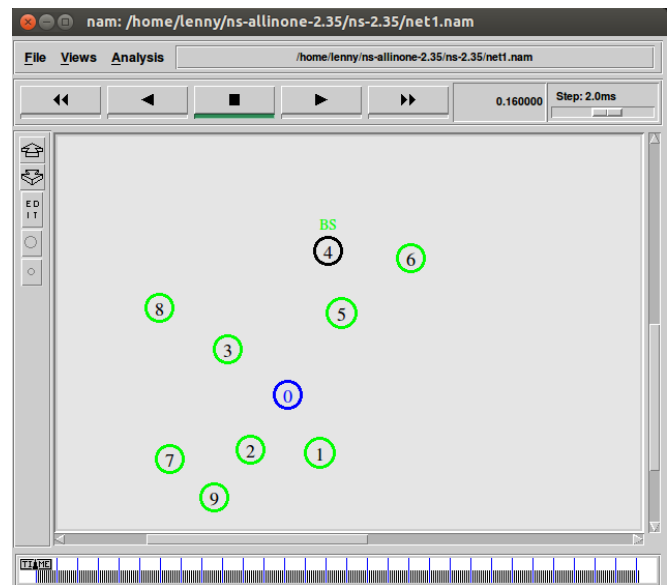 nam: /home/lenny/ns-allinone-2.35/ns-2.35/net1.nam
File Views Analysis /home/lenny/ns-allinone-2.35/ns-2.35/net1.nam
0.160000 Step: 2.0ms
E D
I T
BS
4
6
8
5
3
0
2
1
7
9
TIME